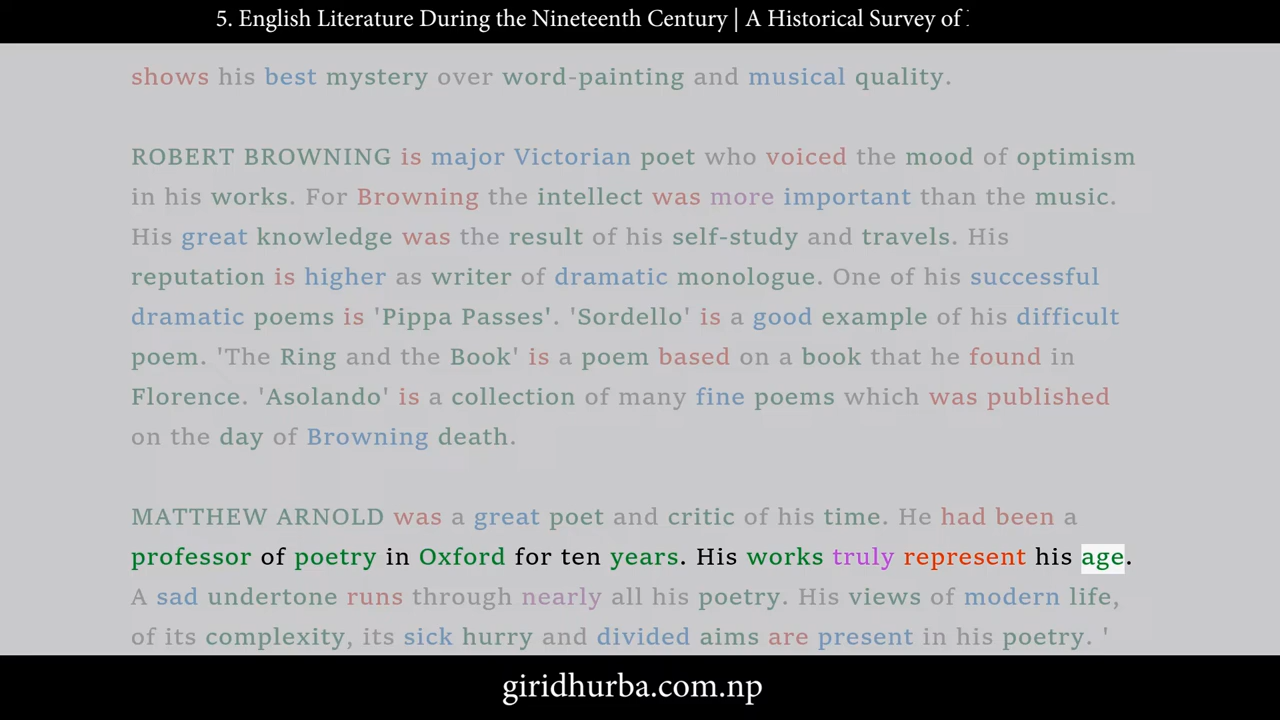 5. English Literature During the Nineteenth Century | A Historical Survey of
shows his best mystery over word-painting and musical quality.
ROBERT BROWNING is major Victorian poet who voiced the mood of optimism
in his works. For Browning the intellect was more important than the music.
His great knowledge was the result of his self-study and travels. His
reputation is higher as writer of dramatic monologue. One of his successful
dramatic poems is 'Pippa Passes'. 'Sordello' is a good example of his difficult
poem. 'The Ring and the Book' is a poem based on a book that he found in
Florence. 'Asolando' is a collection of many fine poems which was published
on the day of Browning death.
MATTHEW ARNOLD was a great poet and critic of his time. He had been a
professor of poetry in Oxford for ten years. His works truly represent his age.
A sad undertone runs through nearly all his poetry. His views of modern life,
of its complexity, its sick hurry and divided aims are present in his poetry. '
giridhurba.com.np